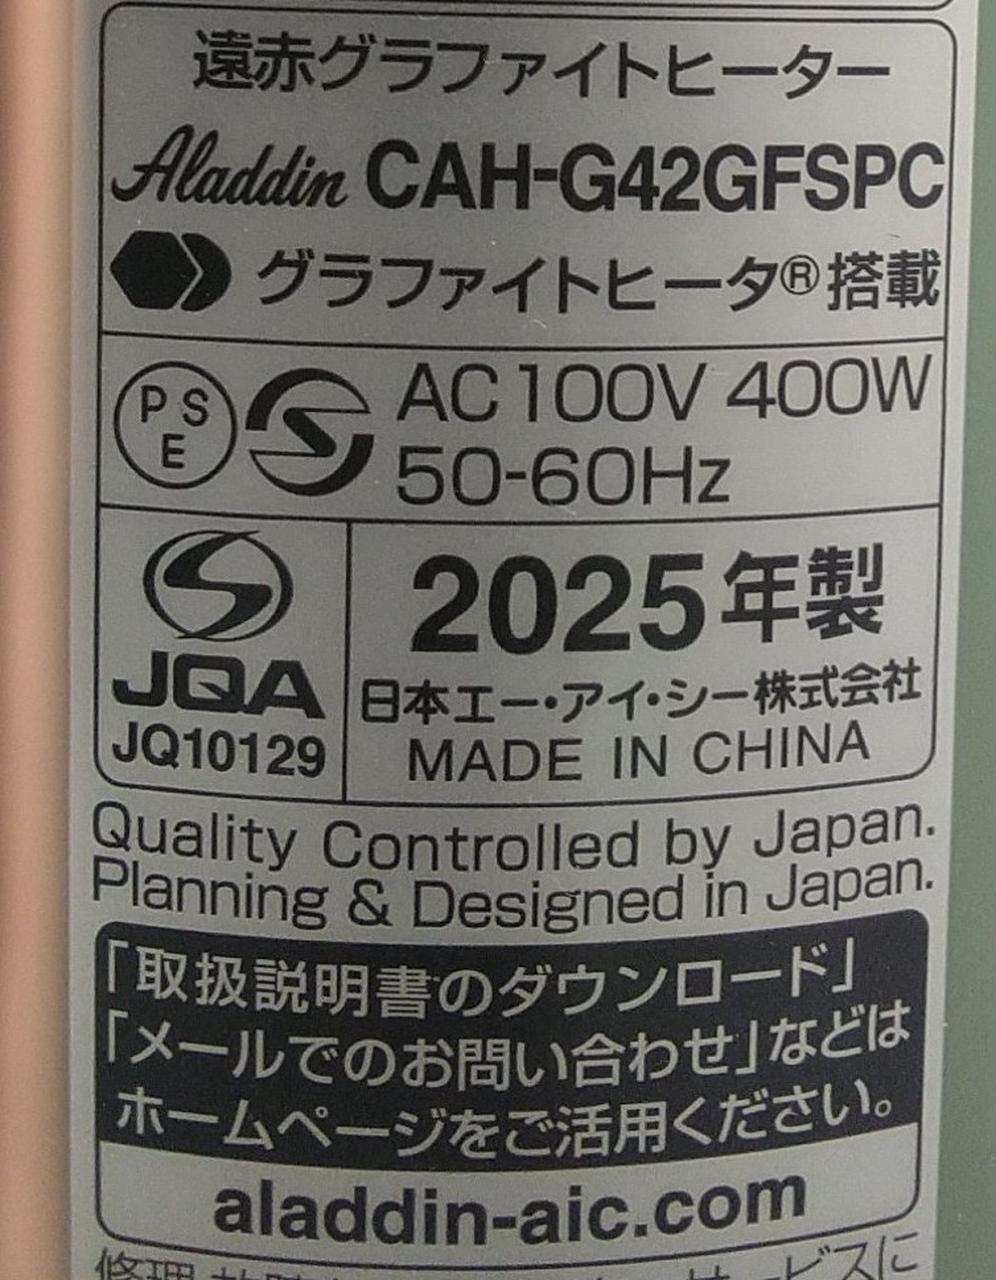 遠赤グラファイトヒーター
Aladdin CAH-G42GFSPC
グラファイトヒータ®搭載
PSE AC100V 400W
50-60Hz
JQA
JQ10129
2025年製
日本エー・アイ・シー株式会社
MADE IN CHINA
Quality Controlled by Japan.
Planning & Designed in Japan.
「取扱説明書のダウンロード」
「メールでのお問い合わせ」などは
ホームページをご活用ください。
aladdin-aic.com
修理